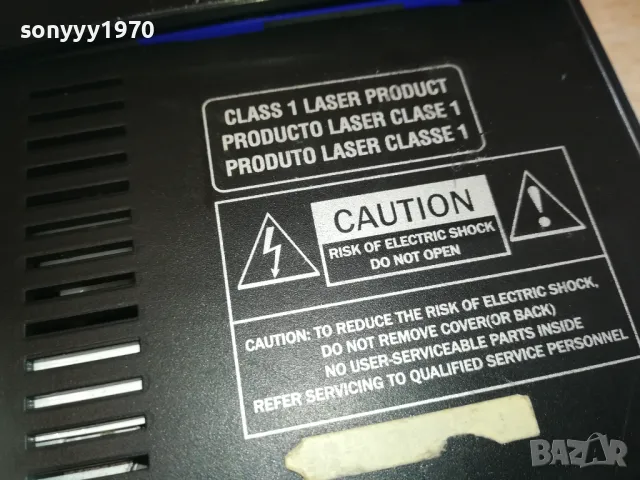 sonyyy1970
CLASS 1 LASER PRODUCT
PRODUCTO LASER CLASE 1
PRODUTO LASER CLASSE 1
CAUTION
RISK OF ELECTRIC SHOCK
DO NOT OPEN
CAUTION: TO REDUCE THE RISK OF ELECTRIC SHOCK,
DO NOT REMOVE COVER(OR BACK)
NO USER-SERVICEABLE PARTS INSIDE
REFER SERVICING TO QUALIFIED SERVICE PERSONNEL
BAZAR
bg